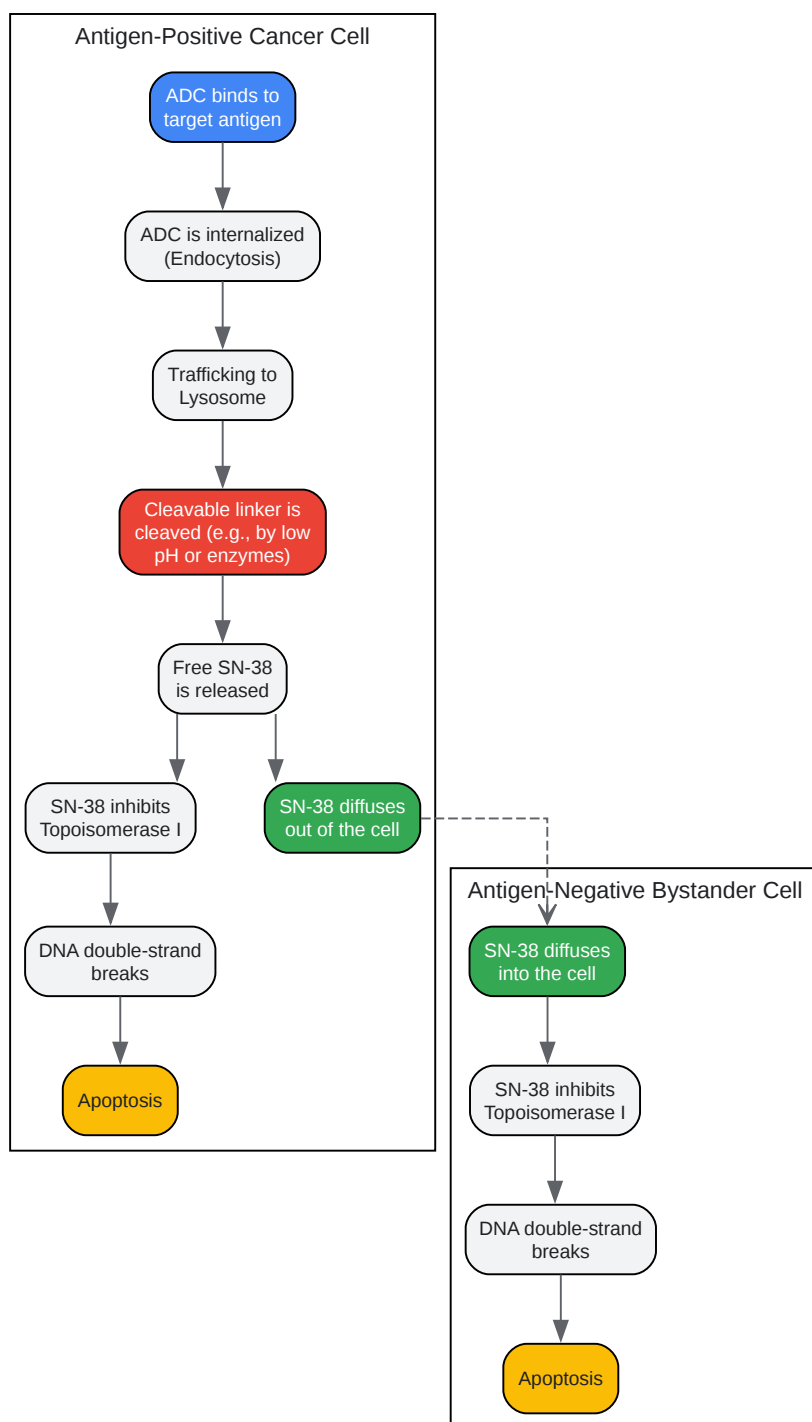 Antigen-Positive Cancer Cell
ADC binds to
target antigen
ADC is internalized
(Endocytosis)
Trafficking to
Lysosome
Cleavable linker is
cleaved (e.g., by low
pH or enzymes)
Free SN-38
is released
SN-38 inhibits
Topoisomerase I
SN-38 diffuses
out of the cell
DNA double-strand
breaks
Apoptosis
Antigen-Negative Bystander Cell
SN-38 diffuses
into the cell
SN-38 inhibits
Topoisomerase I
DNA double-strand
breaks
Apoptosis